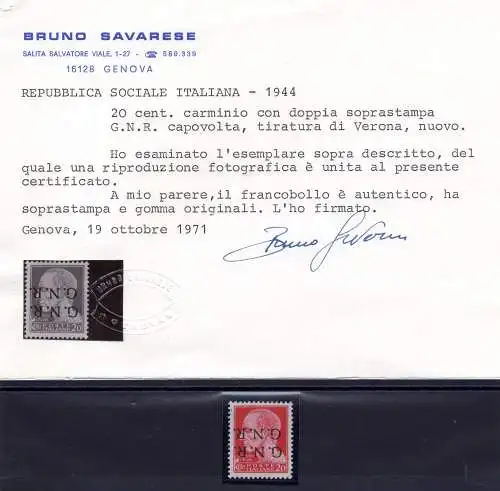 BRUNO SAVARESE
SALITA SALVATORE VIALE, 1-27 - ☎ 580.339
16128 GENOVA
REPUBBLICA SOCIALE ITALIANA - 1944
20 cent. carminio con doppia soprastampa
G.N.R. capovolta, tiratura di Verona, nuovo.
Ho esaminato l'esemplare sopra descritto, del
quale una riproduzione fotografica è unita al presente
certificato.
A mio parere,il francobollo è autentico, ha
soprastampa e gomma originali. L'ho firmato.
Genova, 19 ottobre 1971
G.N.R.
G.N.R.
20
G.N.R.
G.N.R.
20